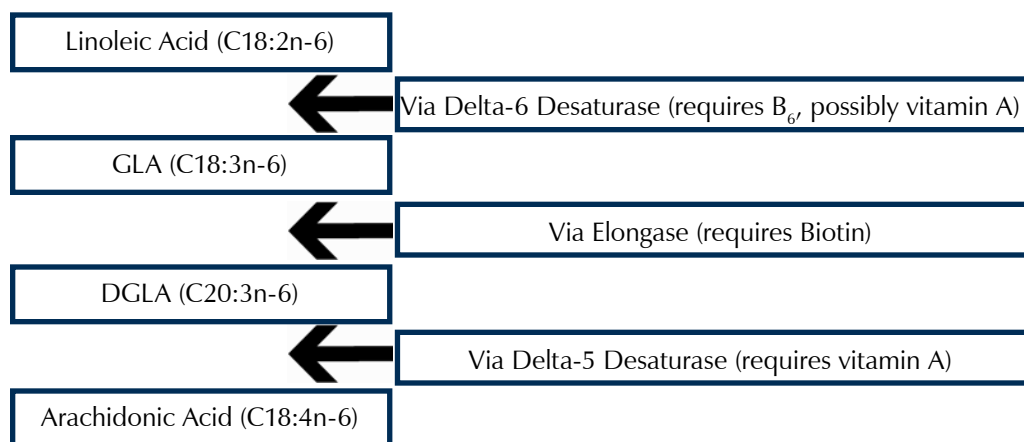 Linoleic Acid (C18:2n-6)
Via Delta-6 Desaturase (requires B₆, possibly vitamin A)
GLA (C18:3n-6)
Via Elongase (requires Biotin)
DGLA (C20:3n-6)
Via Delta-5 Desaturase (requires vitamin A)
Arachidonic Acid (C18:4n-6)